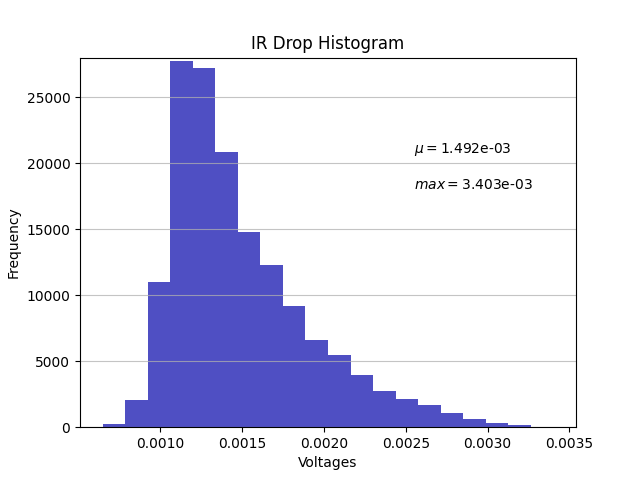 IR Drop Histogram
25000
20000
15000
10000
5000
0
Frequency
μ = 1.492e-03
max = 3.403e-03
0.0010 0.0015 0.0020 0.0025 0.0030 0.0035
Voltages